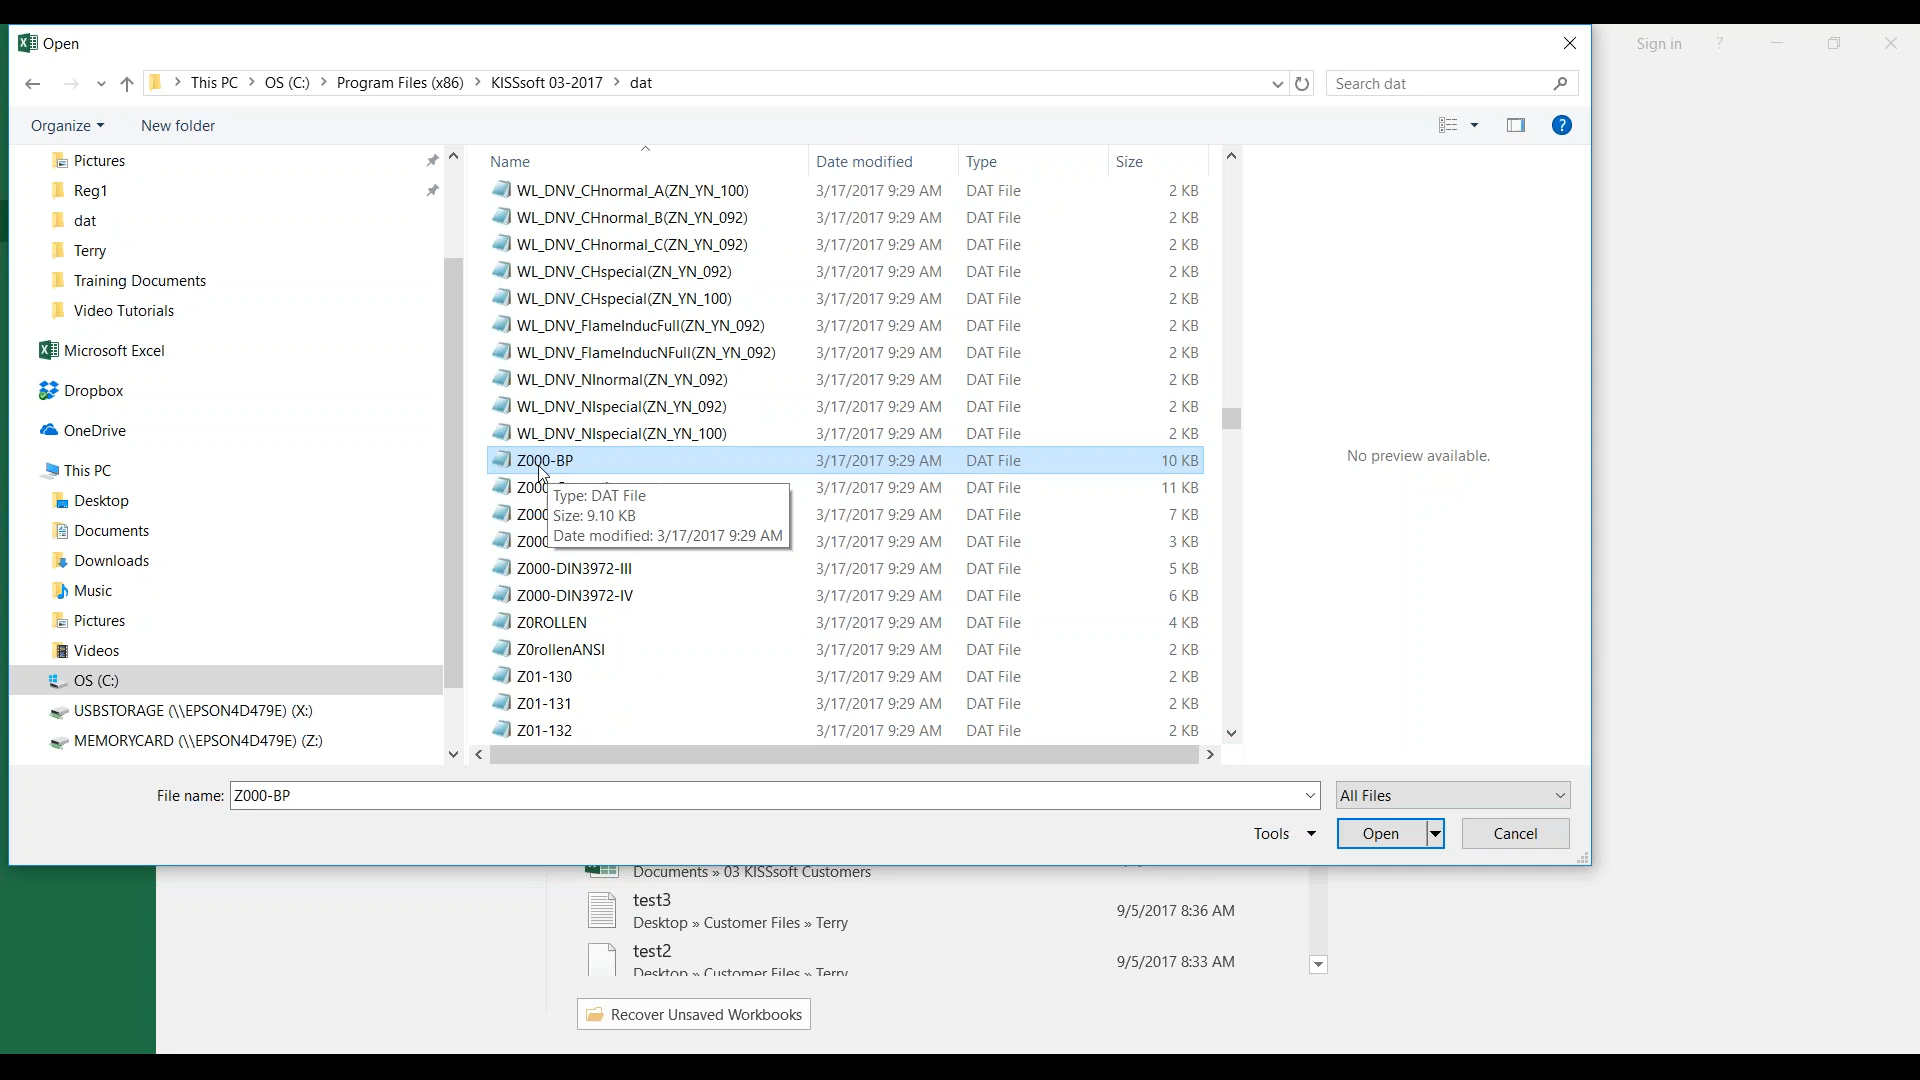 Open
Sign in ?
This PC > OS (C:) > Program Files (x86) > KISSsoft 03-2017 > dat
Search dat
Organize New folder ?
Pictures
Reg1
dat
Terry
Training Documents
Video Tutorials
Microsoft Excel
Dropbox
OneDrive
This PC
Desktop
Documents
Downloads
Music
Pictures
Videos
OS (C:)
USBSTORAGE (\\EPSON4D479E) (X:)
MEMORYCARD (\\EPSON4D479E) (Z:)
Name Date modified Type Size
WL_DNV_CHnormal_A(ZN_YN_100) 3/17/2017 9:29 AM DAT File 2 KB
WL_DNV_CHnormal_B(ZN_YN_092) 3/17/2017 9:29 AM DAT File 2 KB
WL_DNV_CHnormal_C(ZN_YN_092) 3/17/2017 9:29 AM DAT File 2 KB
WL_DNV_CHspecial(ZN_YN_092) 3/17/2017 9:29 AM DAT File 2 KB
WL_DNV_CHspecial(ZN_YN_100) 3/17/2017 9:29 AM DAT File 2 KB
WL_DNV_FlameInducFull(ZN_YN_092) 3/17/2017 9:29 AM DAT File 2 KB
WL_DNV_FlameInducNFull(ZN_YN_092) 3/17/2017 9:29 AM DAT File 2 KB
WL_DNV_NInormal(ZN_YN_092) 3/17/2017 9:29 AM DAT File 2 KB
WL_DNV_NIspecial(ZN_YN_092) 3/17/2017 9:29 AM DAT File 2 KB
WL_DNV_NIspecial(ZN_YN_100) 3/17/2017 9:29 AM DAT File 2 KB
Z000-BP 3/17/2017 9:29 AM DAT File 10 KB
Z000 3/17/2017 9:29 AM DAT File 11 KB
Z000 3/17/2017 9:29 AM DAT File 7 KB
Z000 3/17/2017 9:29 AM DAT File 3 KB
Type: DAT File
Size: 9.10 KB
Date modified: 3/17/2017 9:29 AM
Z000-DIN3972-III 3/17/2017 9:29 AM DAT File 5 KB
Z000-DIN3972-IV 3/17/2017 9:29 AM DAT File 6 KB
Z0ROLLEN 3/17/2017 9:29 AM DAT File 4 KB
Z0rollenANSI 3/17/2017 9:29 AM DAT File 2 KB
Z01-130 3/17/2017 9:29 AM DAT File 2 KB
Z01-131 3/17/2017 9:29 AM DAT File 2 KB
Z01-132 3/17/2017 9:29 AM DAT File 2 KB
No preview available.
File name: Z000-BP All Files
Tools Open Cancel
Documents » 03 KISSsoft Customers
test3
Desktop » Customer Files » Terry
9/5/2017 8:36 AM
test2
Desktop » Customer Files » Terry
9/5/2017 8:33 AM
Recover Unsaved Workbooks